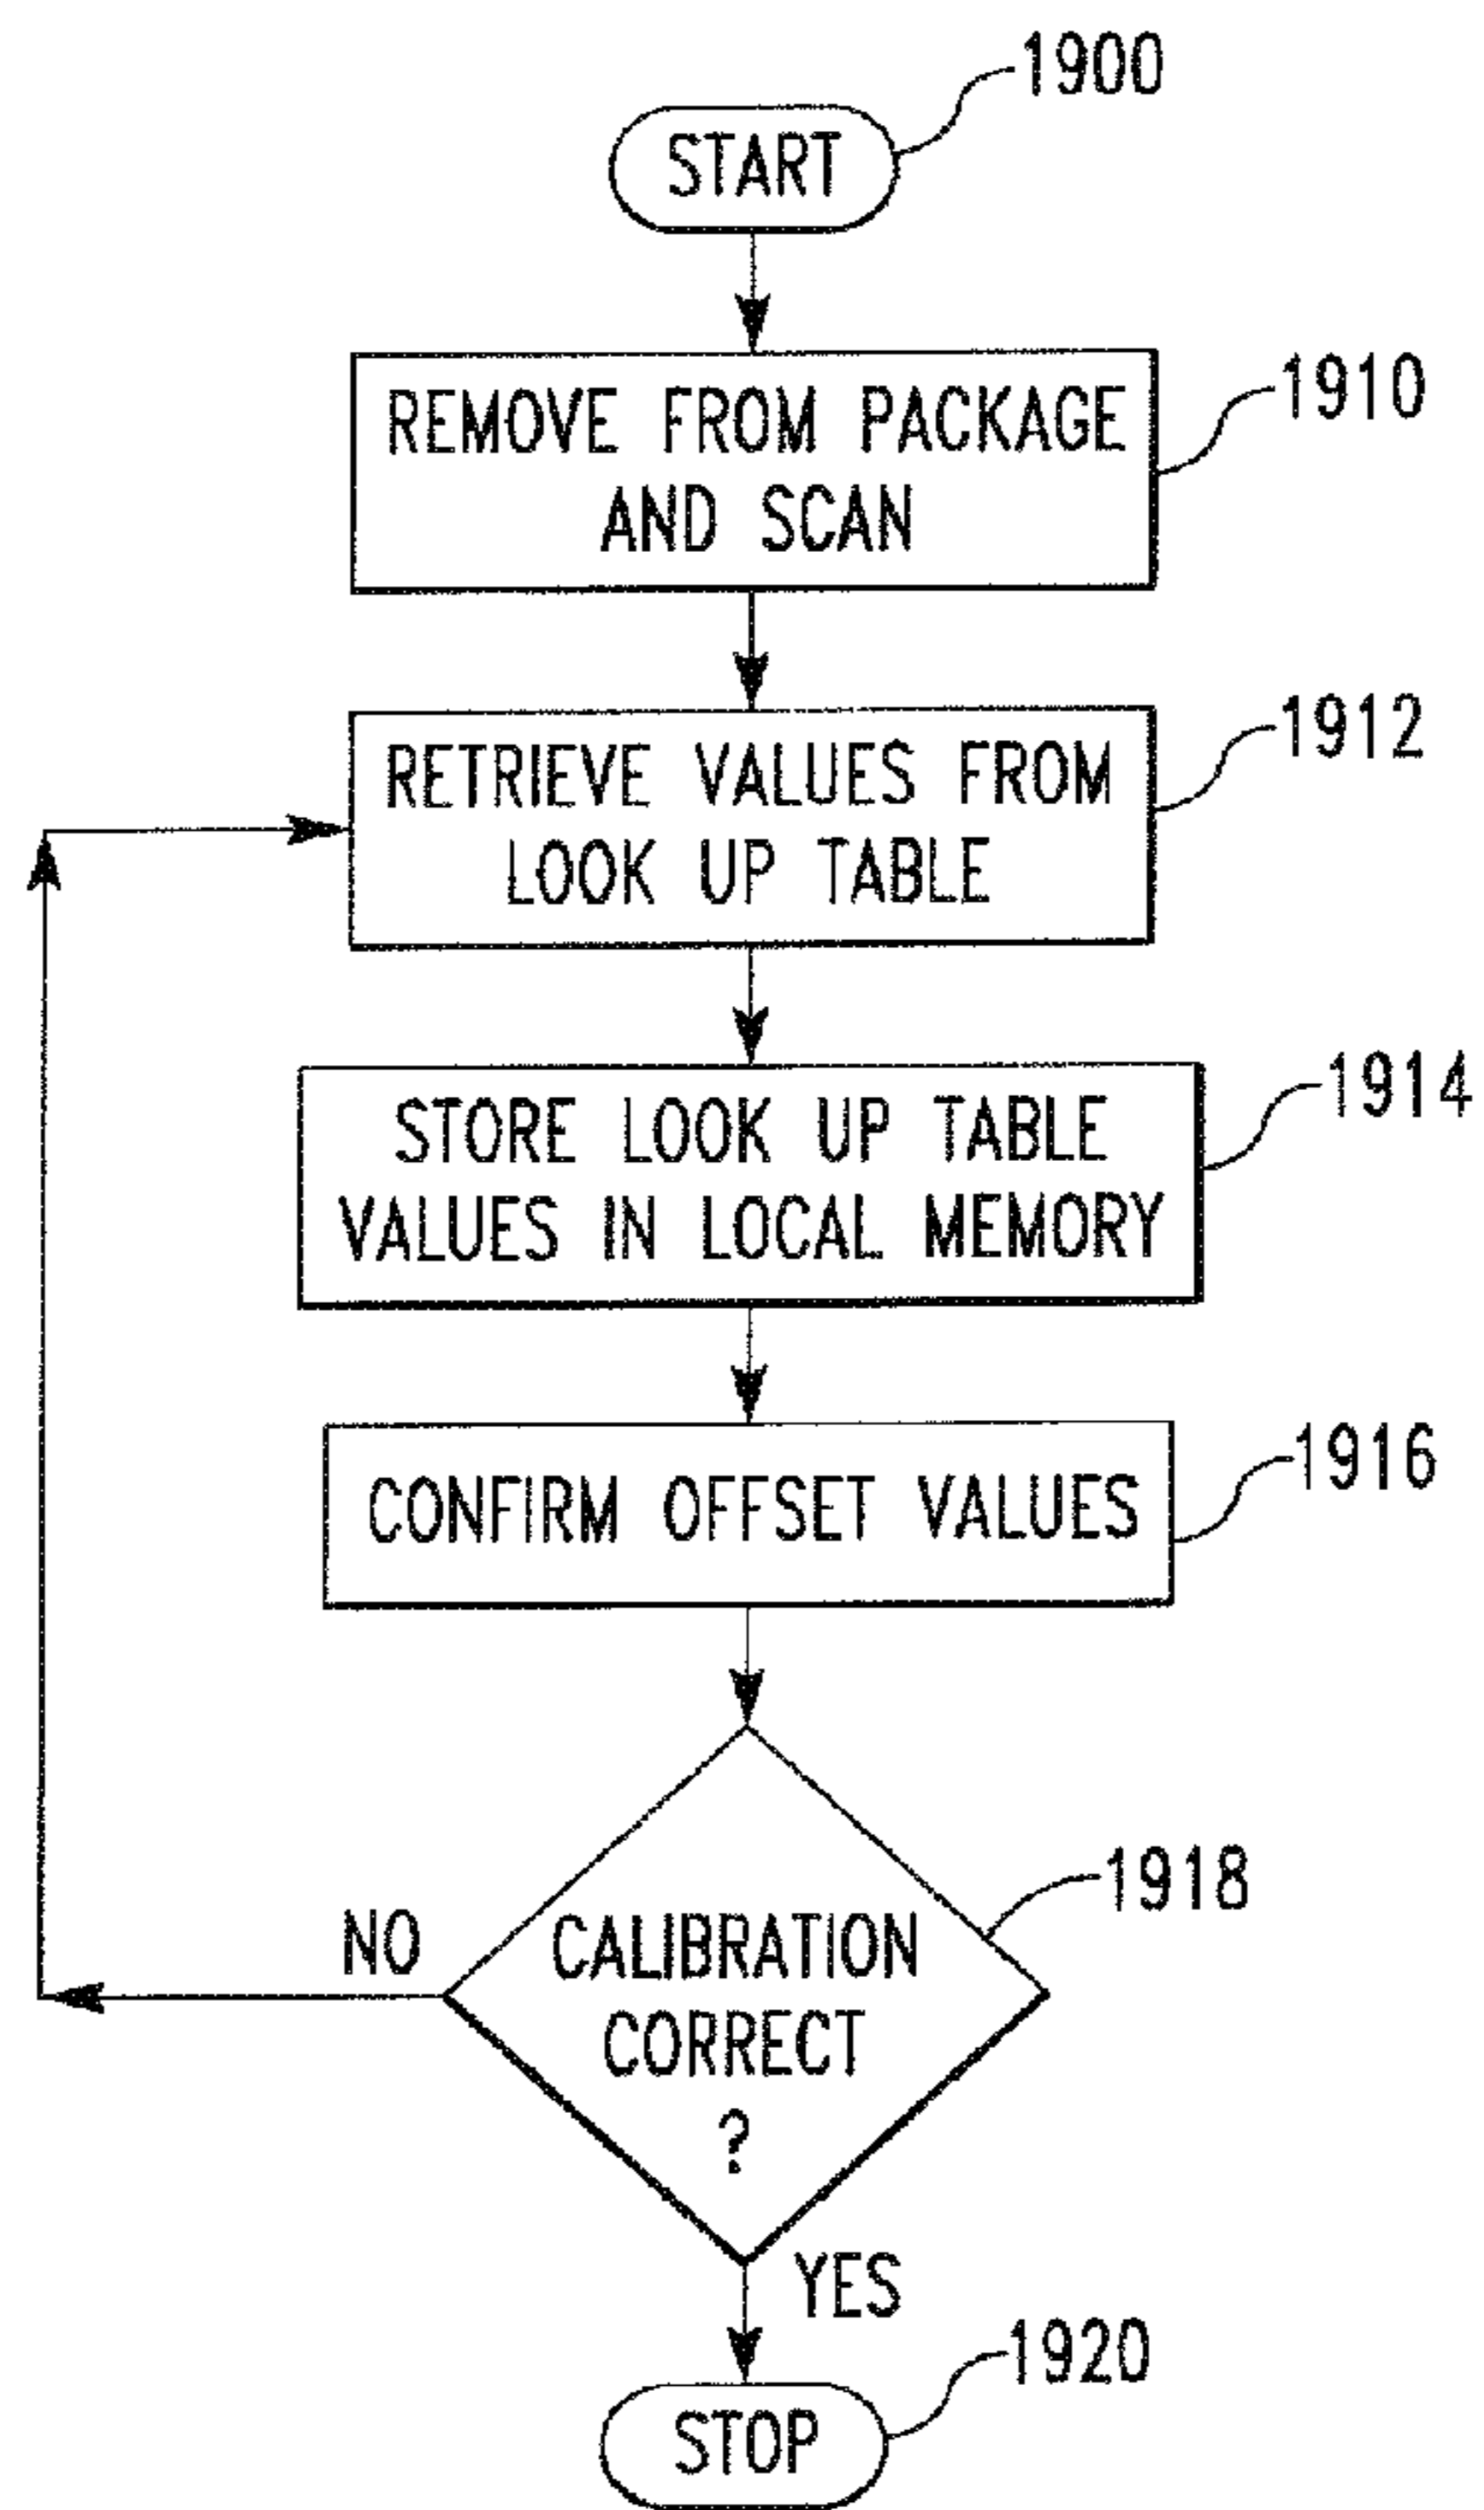 1900
START
1910
REMOVE FROM PACKAGE
AND SCAN
1912
RETRIEVE VALUES FROM
LOOK UP TABLE
1914
STORE LOOK UP TABLE
VALUES IN LOCAL MEMORY
1916
CONFIRM OFFSET VALUES
1918
NO
CALIBRATION
CORRECT
?
YES
1920
STOP